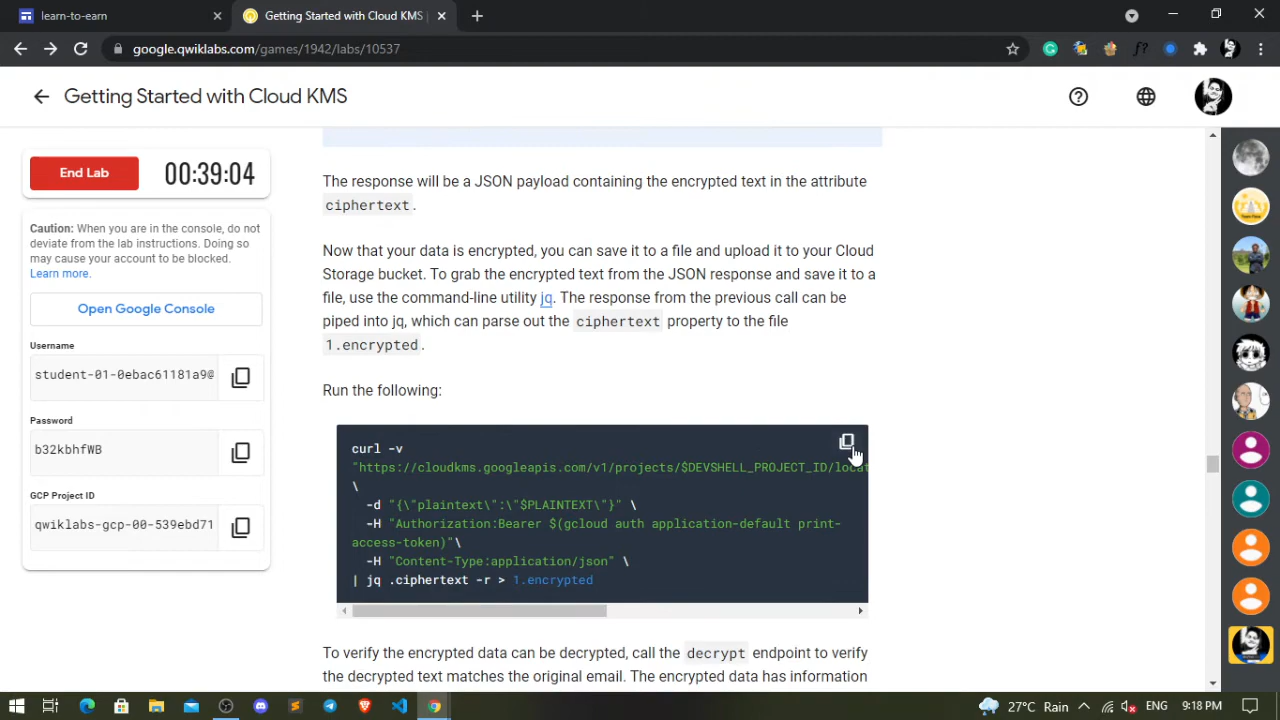 learn-to-earn
Getting Started with Cloud KMS
google.qwiklabs.com/games/1942/labs/10537
Getting Started with Cloud KMS
End Lab
00:39:04
Caution: When you are in the console, do not
deviate from the lab instructions. Doing so
may cause your account to be blocked.
Learn more.
Open Google Console
Username
student-01-0ebac61181a9@
Password
b32kbhfWB
GCP Project ID
qwiklabs-gcp-00-539ebd71
The response will be a JSON payload containing the encrypted text in the attribute
ciphertext.
Now that your data is encrypted, you can save it to a file and upload it to your Cloud
Storage bucket. To grab the encrypted text from the JSON response and save it to a
file, use the command-line utility jq. The response from the previous call can be
piped into jq, which can parse out the ciphertext property to the file
1.encrypted.
Run the following:
curl -v
"https://cloudkms.googleapis.com/v1/projects/$DEVSHELL_PROJECT_ID/locat
\
-d "{\"plaintext\":\"$PLAINTEXT\"}" \
-H "Authorization:Bearer $(gcloud auth application-default print-
access-token)"\
-H "Content-Type:application/json" \
| jq .ciphertext -r > 1.encrypted
To verify the encrypted data can be decrypted, call the decrypt endpoint to verify
the decrypted text matches the original email. The encrypted data has information
27°C Rain
ENG
9:18 PM